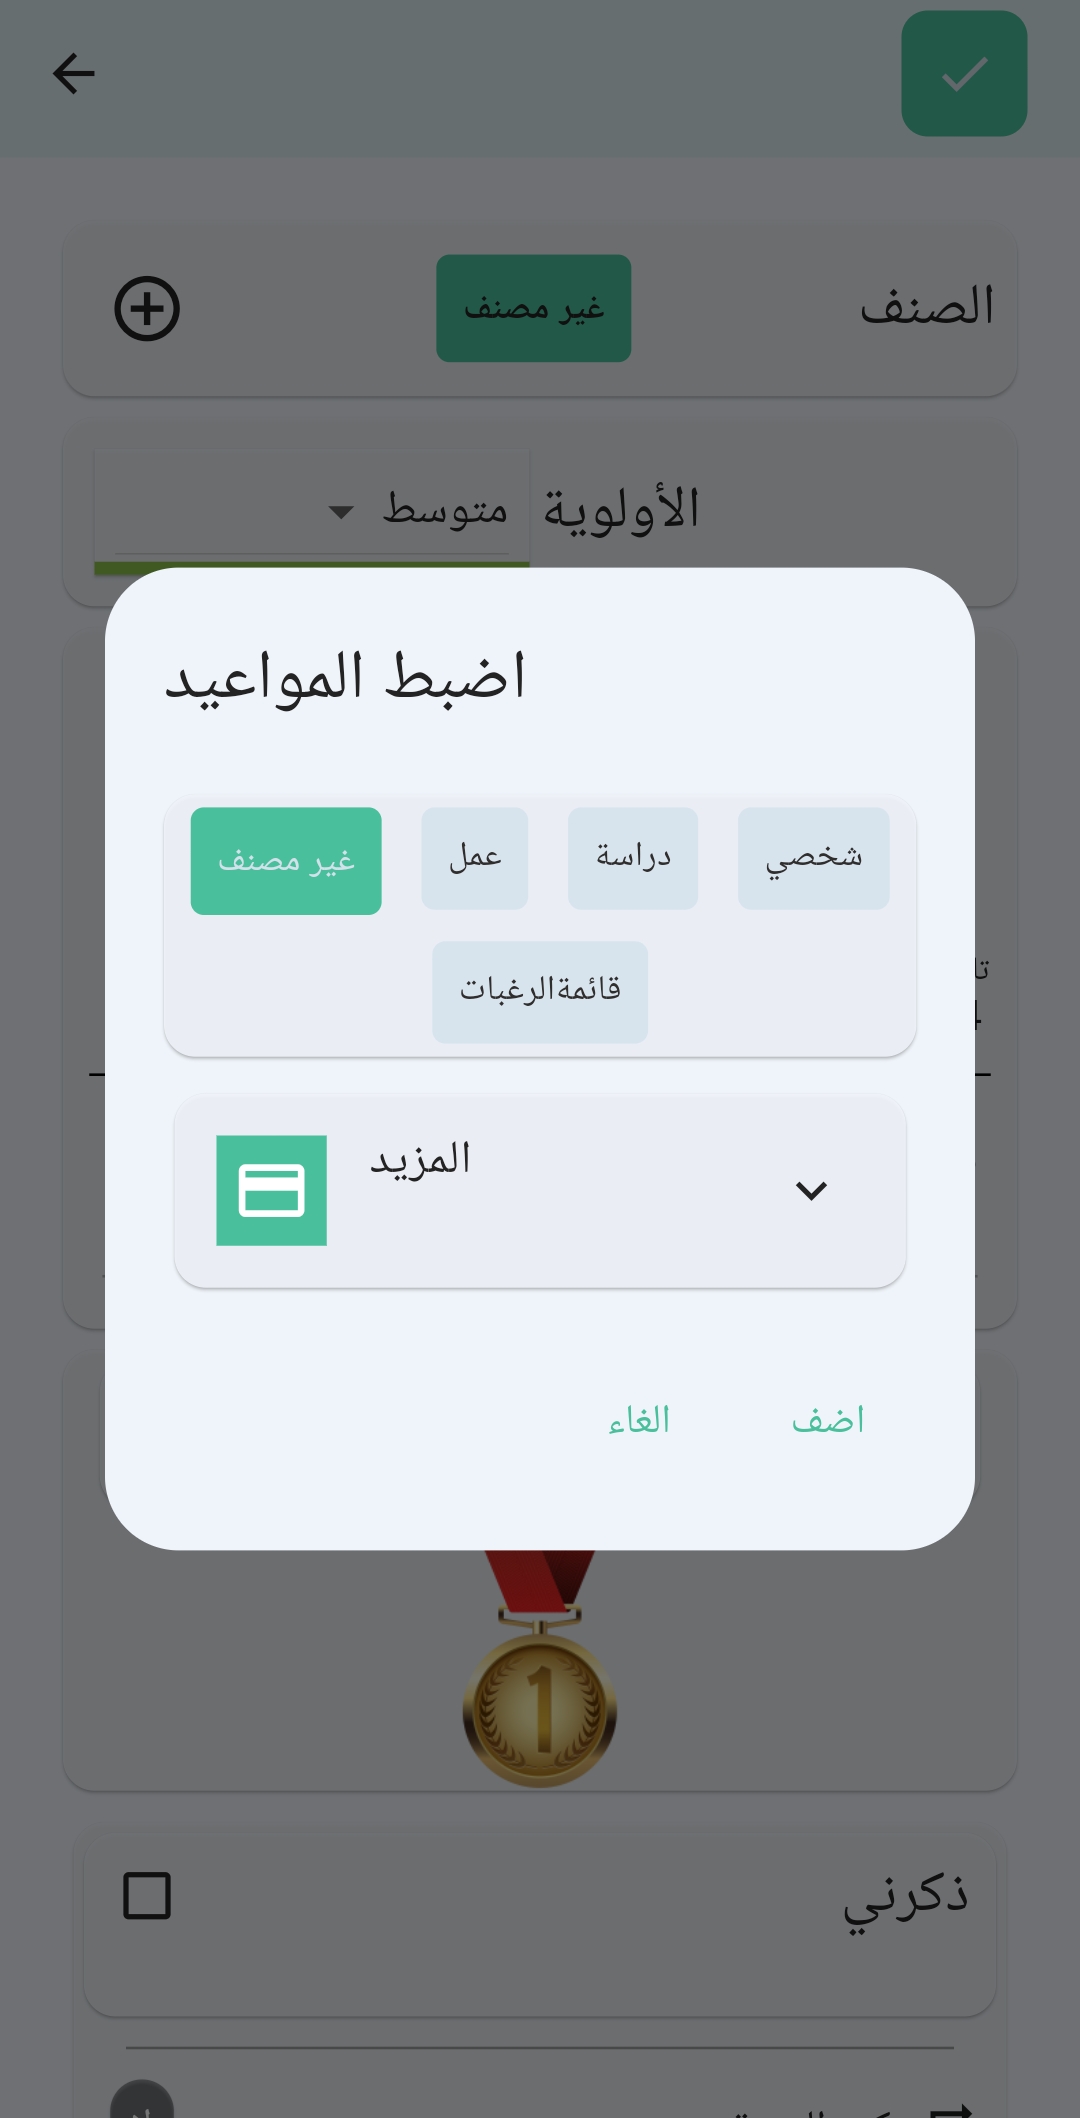 الصنف
غير مصنف
الأولوية
متوسط
اضبط المواعيد
شخصي
دراسة
عمل
غير مصنف
قائمةالرغبات
المزيد
اضف
الغاء
1
ذكرني